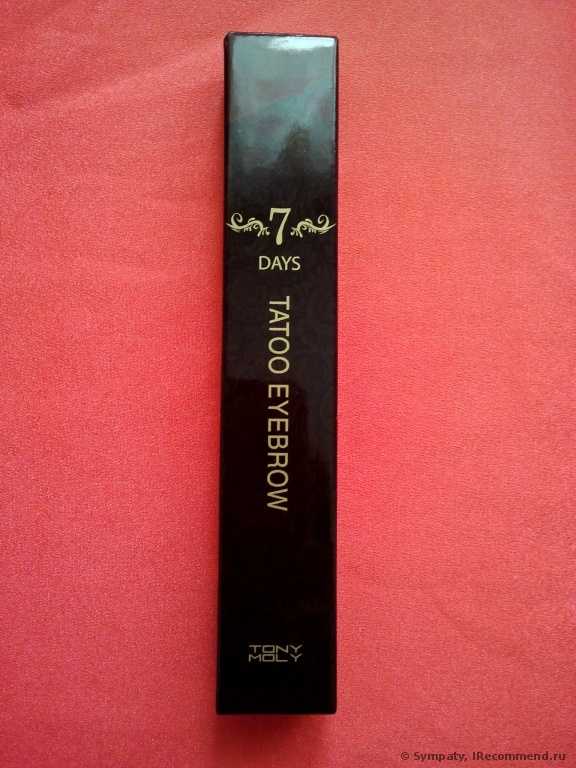 7
DAYS
TATOO EYEBROW
TONY
MOLY
© Sympaty, IRecommend.ru